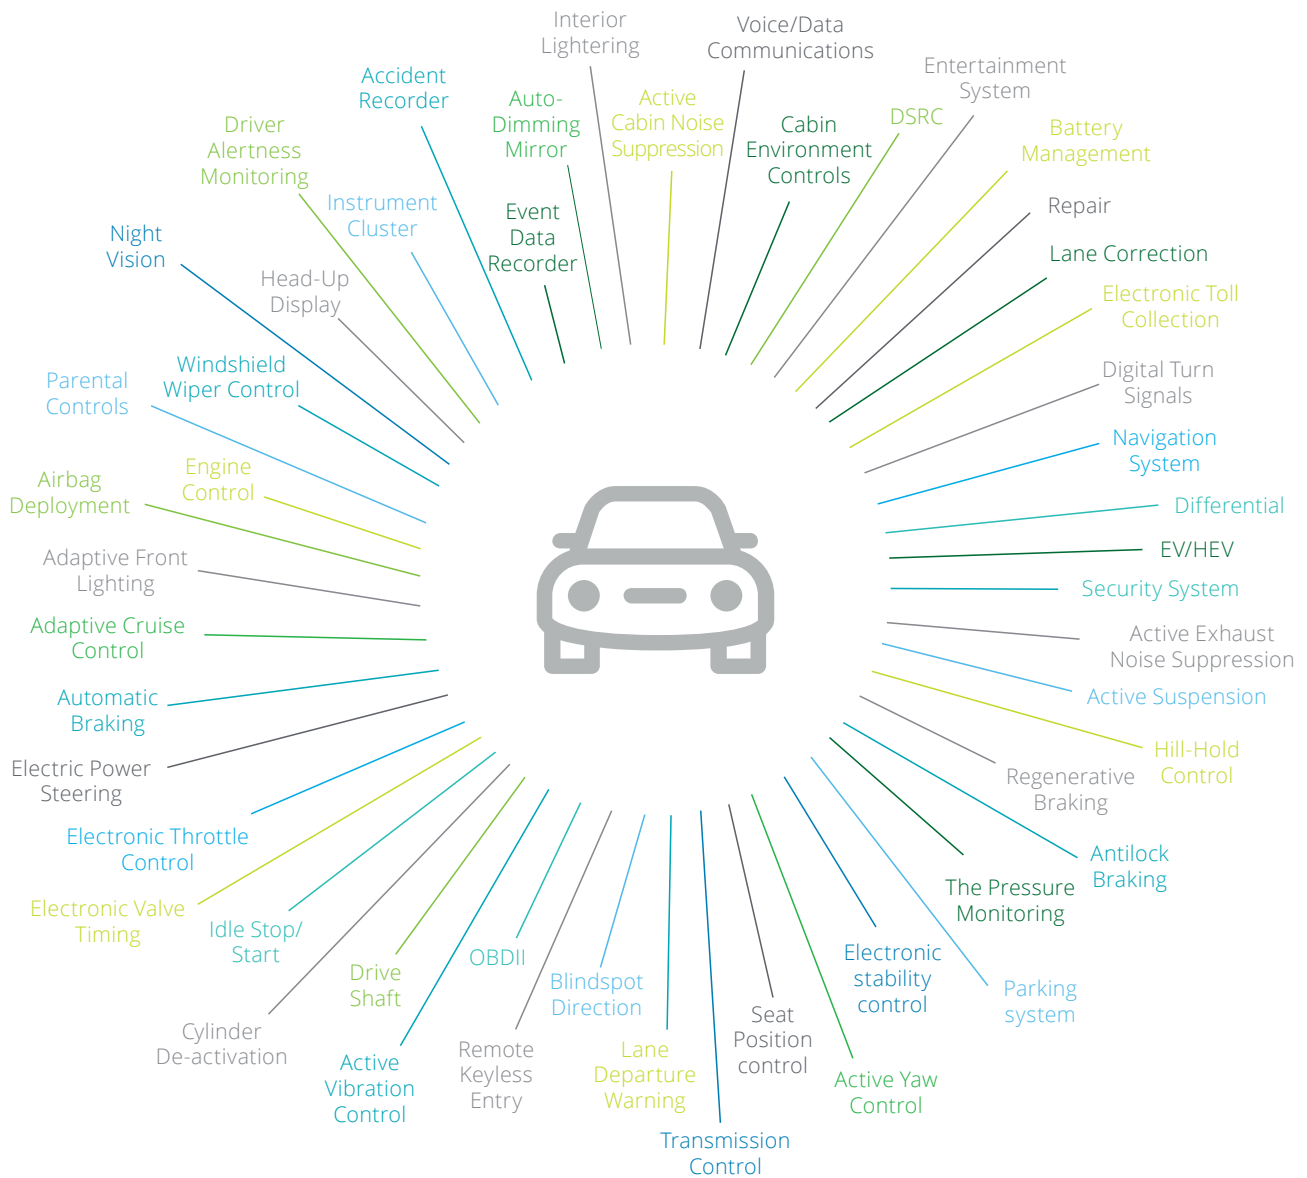 Interior
Lightering
Voice/Data
Communications
Entertainment
System
Accident
Recorder
Auto-
Dimming
Mirror
Active
Cabin Noise
Suppression
Cabin
Environment
Controls
DSRC
Battery
Management
Driver
Alertness
Monitoring
Instrument
Cluster
Event
Data
Recorder
Repair
Night
Vision
Head-Up
Display
Lane Correction
Electronic Toll
Collection
Windshield
Wiper Control
Parental
Controls
Digital Turn
Signals
Navigation
System
Engine
Control
Airbag
Deployment
Differential
EV/HEV
Adaptive Front
Lighting
Security System
Adaptive Cruise
Control
Active Exhaust
Noise Suppression
Automatic
Braking
Active Suspension
Hill-Hold
Control
Electric Power
Steering
Regenerative
Braking
Electronic Throttle
Control
Antilock
Braking
The Pressure
Monitoring
Electronic Valve
Timing
Idle Stop/
Start
Drive
Shaft
OBDII
Blindspot
Direction
Electronic
stability
control
Parking
system
Cylinder
De-activation
Active
Vibration
Control
Remote
Keyless
Entry
Lane
Departure
Warning
Seat
Position
control
Active Yaw
Control
Transmission
Control